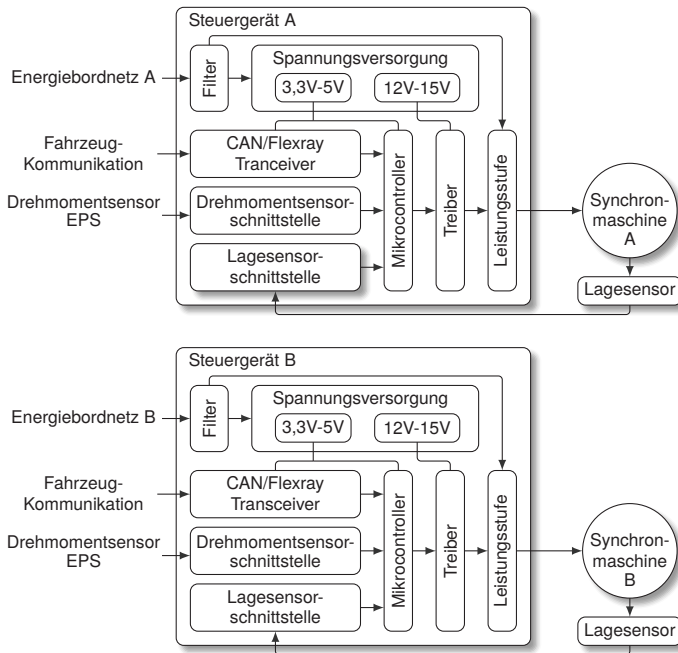 Steuergerät A
Spannungsversorgung
Energiebordnetz A
Filter
3,3V-5V
12V-15V
Fahrzeug-
Kommunikation
CAN/Flexray
Tranceiver
Drehmomentsensor
EPS
Drehmomentsensor-
schnittstelle
Lagesensor-
schnittstelle
Mikrocontroller
Treiber
Leistungsstufe
Synchron-
maschine
A
Lagesensor
Steuergerät B
Spannungsversorgung
Energiebordnetz B
Filter
3,3V-5V
12V-15V
Fahrzeug-
Kommunikation
CAN/Flexray
Transceiver
Drehmomentsensor
EPS
Drehmomentsensor-
schnittstelle
Lagesensor-
schnittstelle
Mikrocontroller
Treiber
Leistungsstufe
Synchron-
maschine
B
Lagesensor